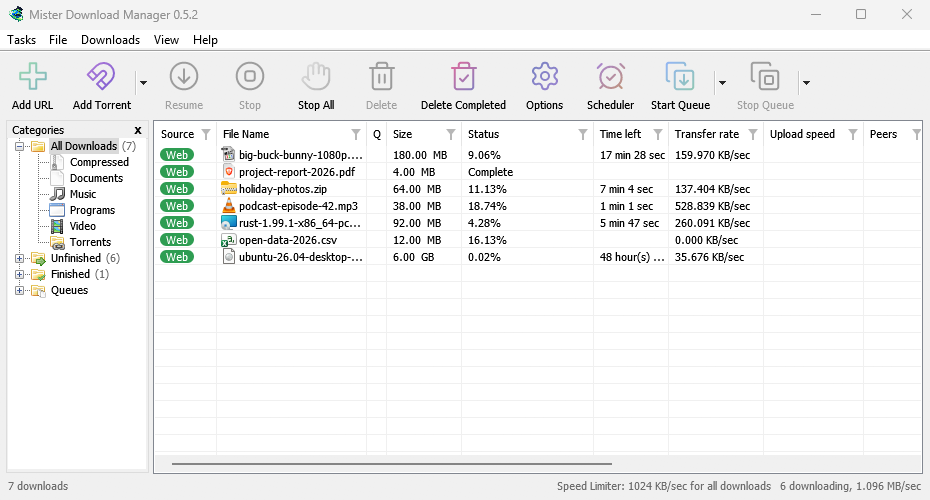 Mister Download Manager 0.5.2
Tasks File Downloads View Help
Add URL Add Torrent Resume Stop Stop All Delete Delete Completed Options Scheduler Start Queue Stop Queue
Categories x
All Downloads (7)
Compressed
Documents
Music
Programs
Video
Torrents
Unfinished (6)
Finished (1)
Queues
Source File Name Q Size Status Time left Transfer rate Upload speed Peers
Web big-buck-bunny-1080p.... 180.00 MB 9.06% 17 min 28 sec 159.970 KB/sec
Web project-report-2026.pdf 4.00 MB Complete
Web holiday-photos.zip 64.00 MB 11.13% 7 min 4 sec 137.404 KB/sec
Web podcast-episode-42.mp3 38.00 MB 18.74% 1 min 1 sec 528.839 KB/sec
Web rust-1.99.1-x86_64-pc... 92.00 MB 4.28% 5 min 47 sec 260.091 KB/sec
Web open-data-2026.csv 12.00 MB 16.13% 0.000 KB/sec
Web ubuntu-26.04-desktop-... 6.00 GB 0.02% 48 hour(s) ... 35.676 KB/sec
7 downloads Speed Limiter: 1024 KB/sec for all downloads 6 downloading, 1.096 MB/sec